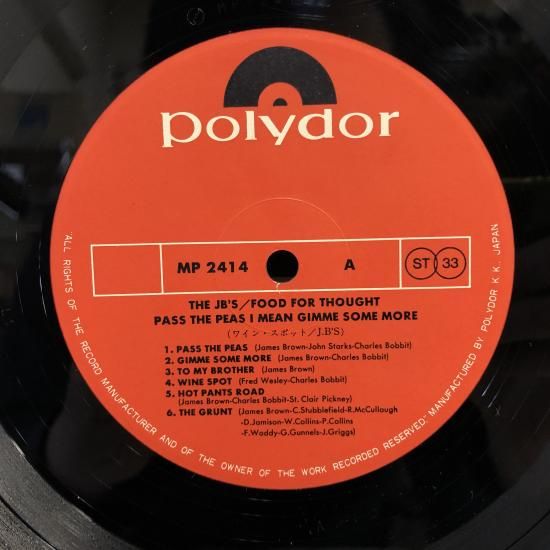 polydor
MP 2414 A ST 33
THE JB'S/FOOD FOR THOUGHT
PASS THE PEAS I MEAN GIMME SOME MORE
(ワイン・スポット/J.B'S)
1. PASS THE PEAS (James Brown-John Starks-Charles Bobbit)
2. GIMME SOME MORE (James Brown-Charles Bobbit)
3. TO MY BROTHER (James Brown)
4. WINE SPOT (Fred Wesley-Charles Bobbit)
5. HOT PANTS ROAD
(James Brown-Charles Bobbit-St. Clair Pickney)
6. THE GRUNT (James Brown-C.Stubblefield-R.McCullough
-D.Jamison-W.Collins-P.Collins
-F.Waddy-G.Gunnels-J.Griggs)
"ALL RIGHTS OF THE RECORD MANUFACTURER AND OF THE OWNER OF THE WORK RECORDED RESERVED." MANUFACTURED BY POLYDOR K.K., JAPAN